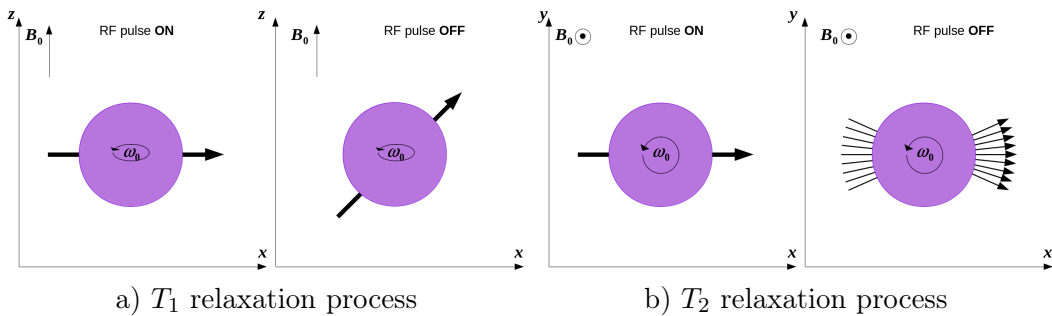 z
B₀
RF pulse ON
ω₀
x
z
B₀
RF pulse OFF
ω₀
x
a) T₁ relaxation process
y
B₀
RF pulse ON
ω₀
x
y
B₀
RF pulse OFF
ω₀
x
b) T₂ relaxation process